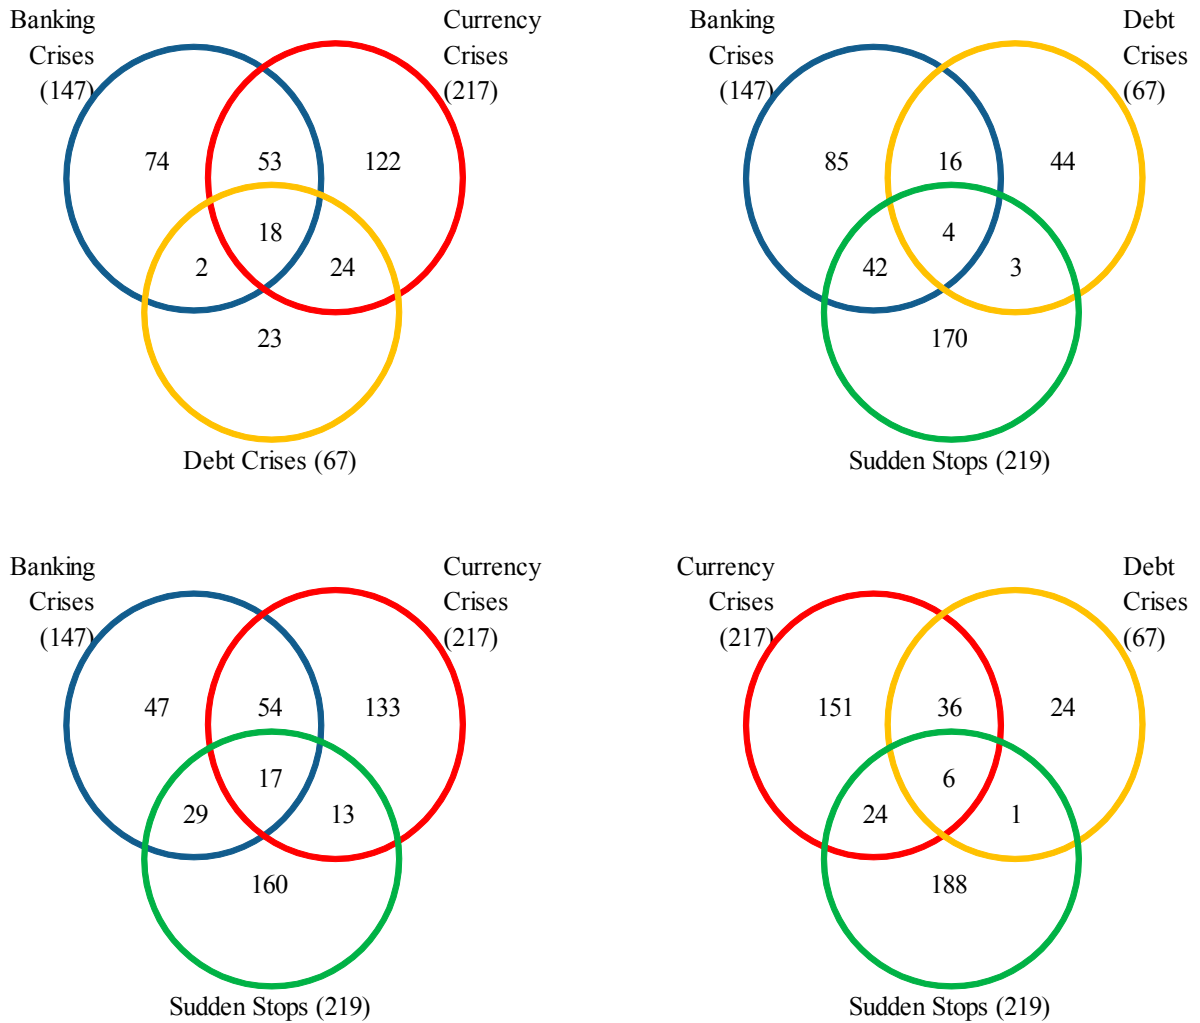 Banking
Crises
(147)
Currency
Crises
(217)
74
53
122
18
2
24
23
Debt Crises (67)
Banking
Crises
(147)
Debt
Crises
(67)
85
16
44
4
42
3
170
Sudden Stops (219)
Banking
Crises
(147)
Currency
Crises
(217)
47
54
133
17
29
13
160
Sudden Stops (219)
Currency
Crises
(217)
Debt
Crises
(67)
151
36
24
6
24
1
188
Sudden Stops (219)